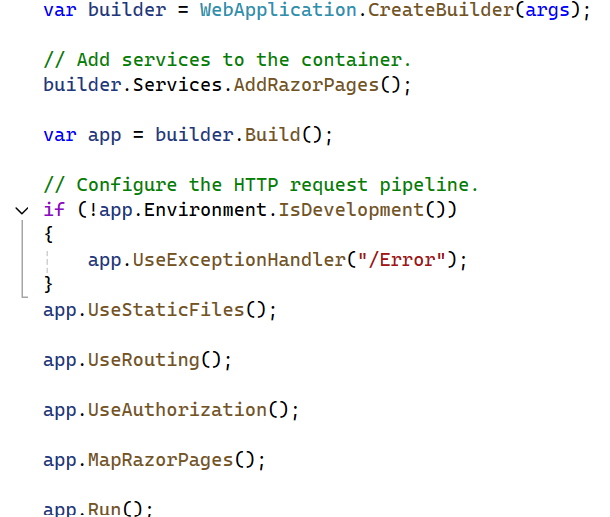 var builder = WebApplication.CreateBuilder(args);
// Add services to the container.
builder.Services.AddRazorPages();
var app = builder.Build();
// Configure the HTTP request pipeline.
if (!app.Environment.IsDevelopment())
{
    app.UseExceptionHandler("/Error");
}
app.UseStaticFiles();
app.UseRouting();
app.UseAuthorization();
app.MapRazorPages();
app.Run();